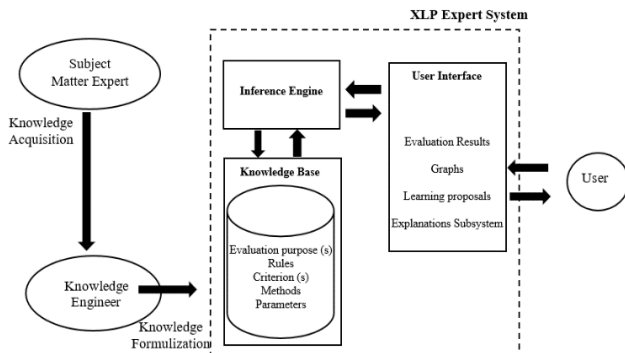 XLP Expert System
Subject
Matter Expert
Knowledge
Acquisition
Knowledge
Engineer
Knowledge
Formulization
Inference Engine
Knowledge Base
Evaluation purpose (s)
Rules
Criterion (s)
Methods
Parameters
User Interface
Evaluation Results
Graphs
Learning proposals
Explanations Subsystem
User